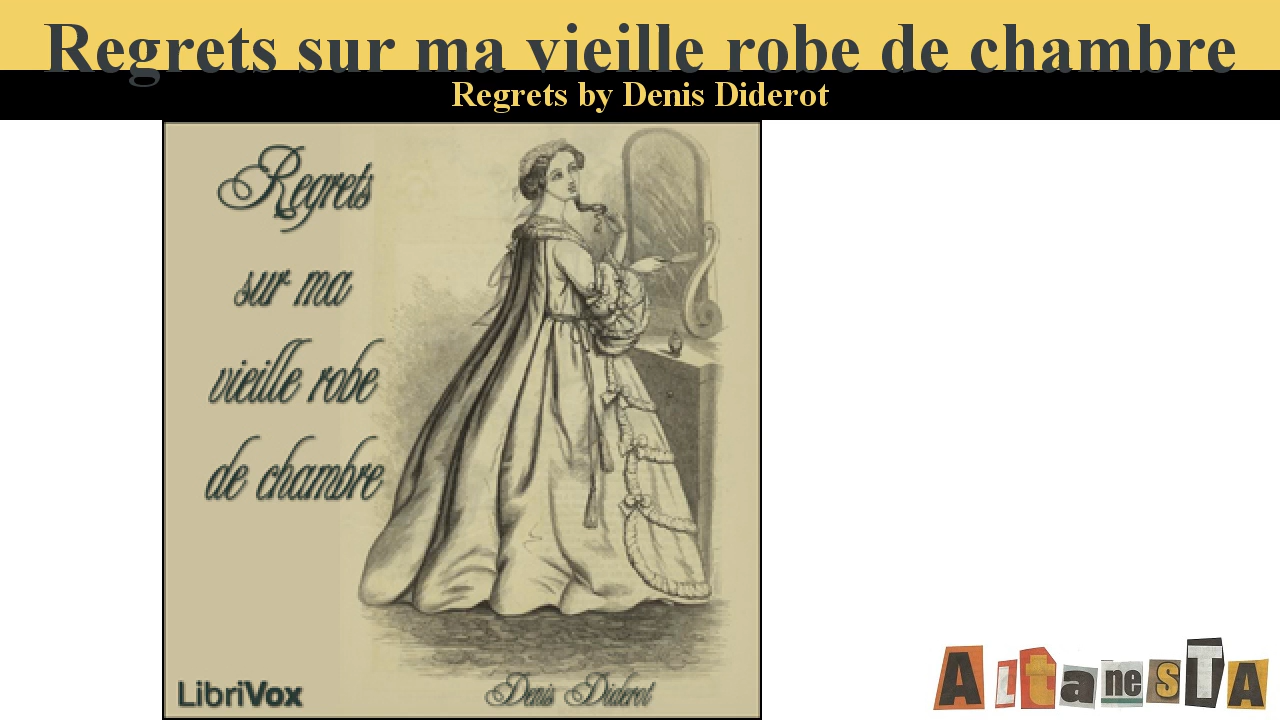 Regrets sur ma vieille robe de chambre
Regrets by Denis Diderot
Regrets
sur ma
vieille robe
de chambre
LibriVox
Denis Diderot
AltanesTA